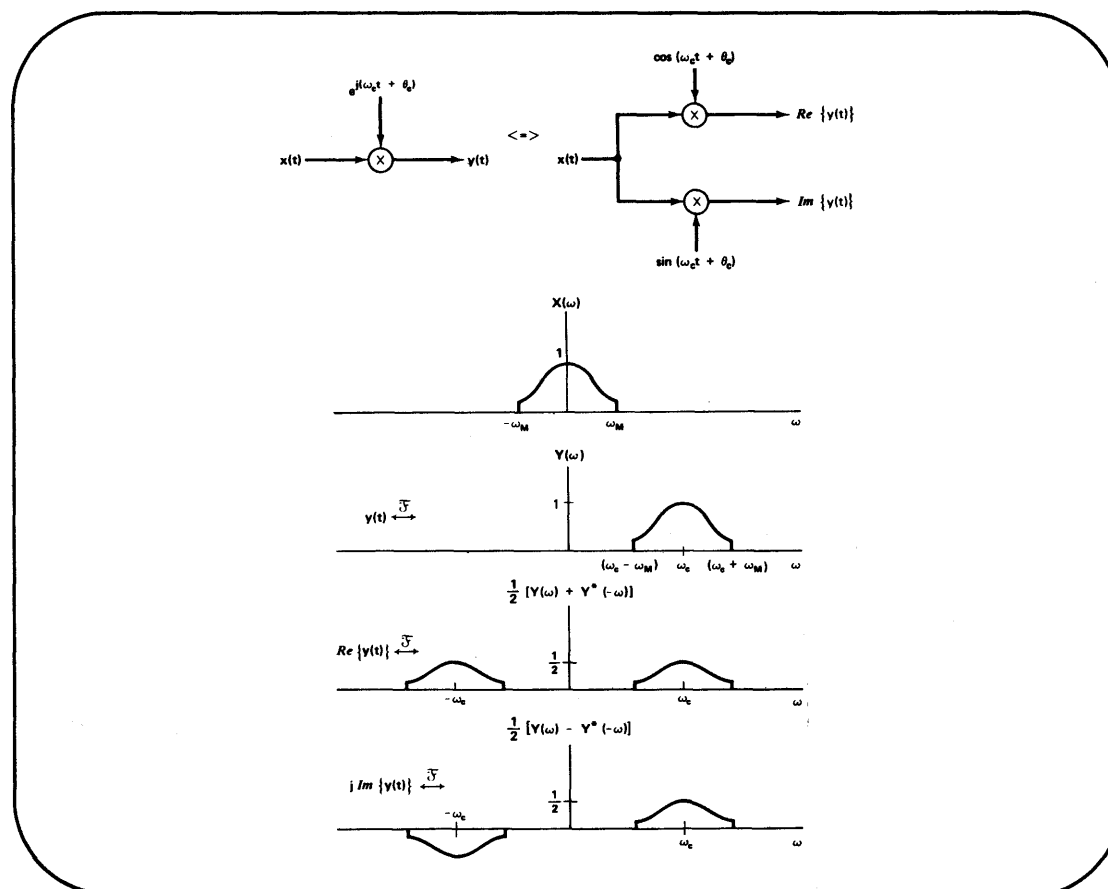 e^j(ω_c t + θ_c)
x(t)
X
y(t)
<=>
cos (ω_c t + θ_c)
X
Re {y(t)}
x(t)
X
Im {y(t)}
sin (ω_c t + θ_c)
X(ω)
1
-ω_M
ω_M
ω
Y(ω)
y(t) ℱ ⟷
1
(ω_c - ω_M)
ω_c
(ω_c + ω_M)
ω
1/2 [Y(ω) + Y* (-ω)]
Re {y(t)} ℱ ⟷
1/2
-ω_c
ω_c
ω
1/2 [Y(ω) - Y* (-ω)]
j Im {y(t)} ℱ ⟷
1/2
-ω_c
ω_c
ω